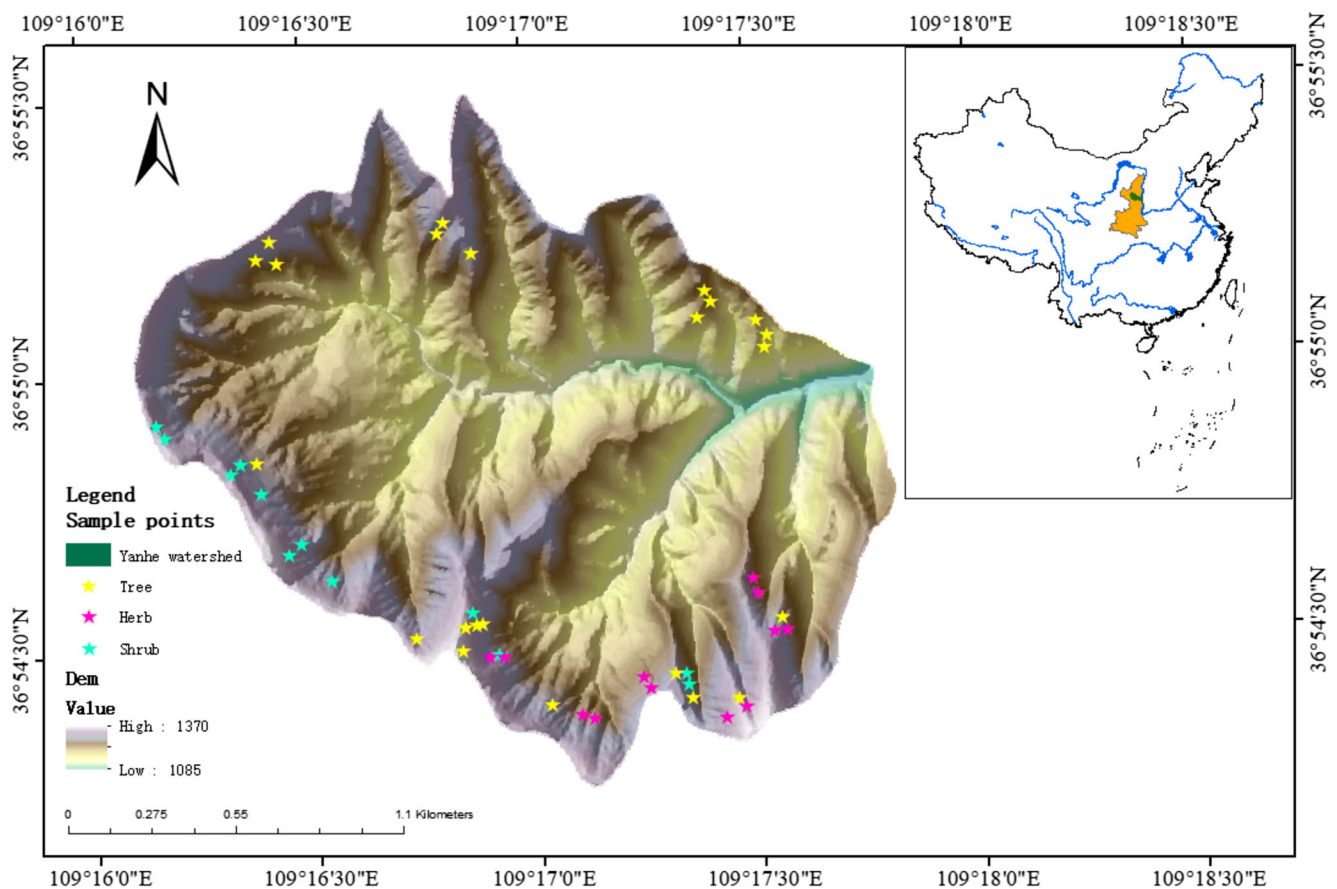 109°16'0"E 109°16'30"E 109°17'0"E 109°17'30"E 109°18'0"E 109°18'30"E
36°55'30"N
36°55'30"N
N
36°55'0"N
36°55'0"N
Legend
Sample points
Yanhe watershed
Tree
Herb
Shrub
36°54'30"N
36°54'30"N
Dem
Value
High : 1370
Low : 1085
0 0.275 0.55 1.1 Kilometers
109°16'0"E 109°16'30"E 109°17'0"E 109°17'30"E 109°18'0"E 109°18'30"E